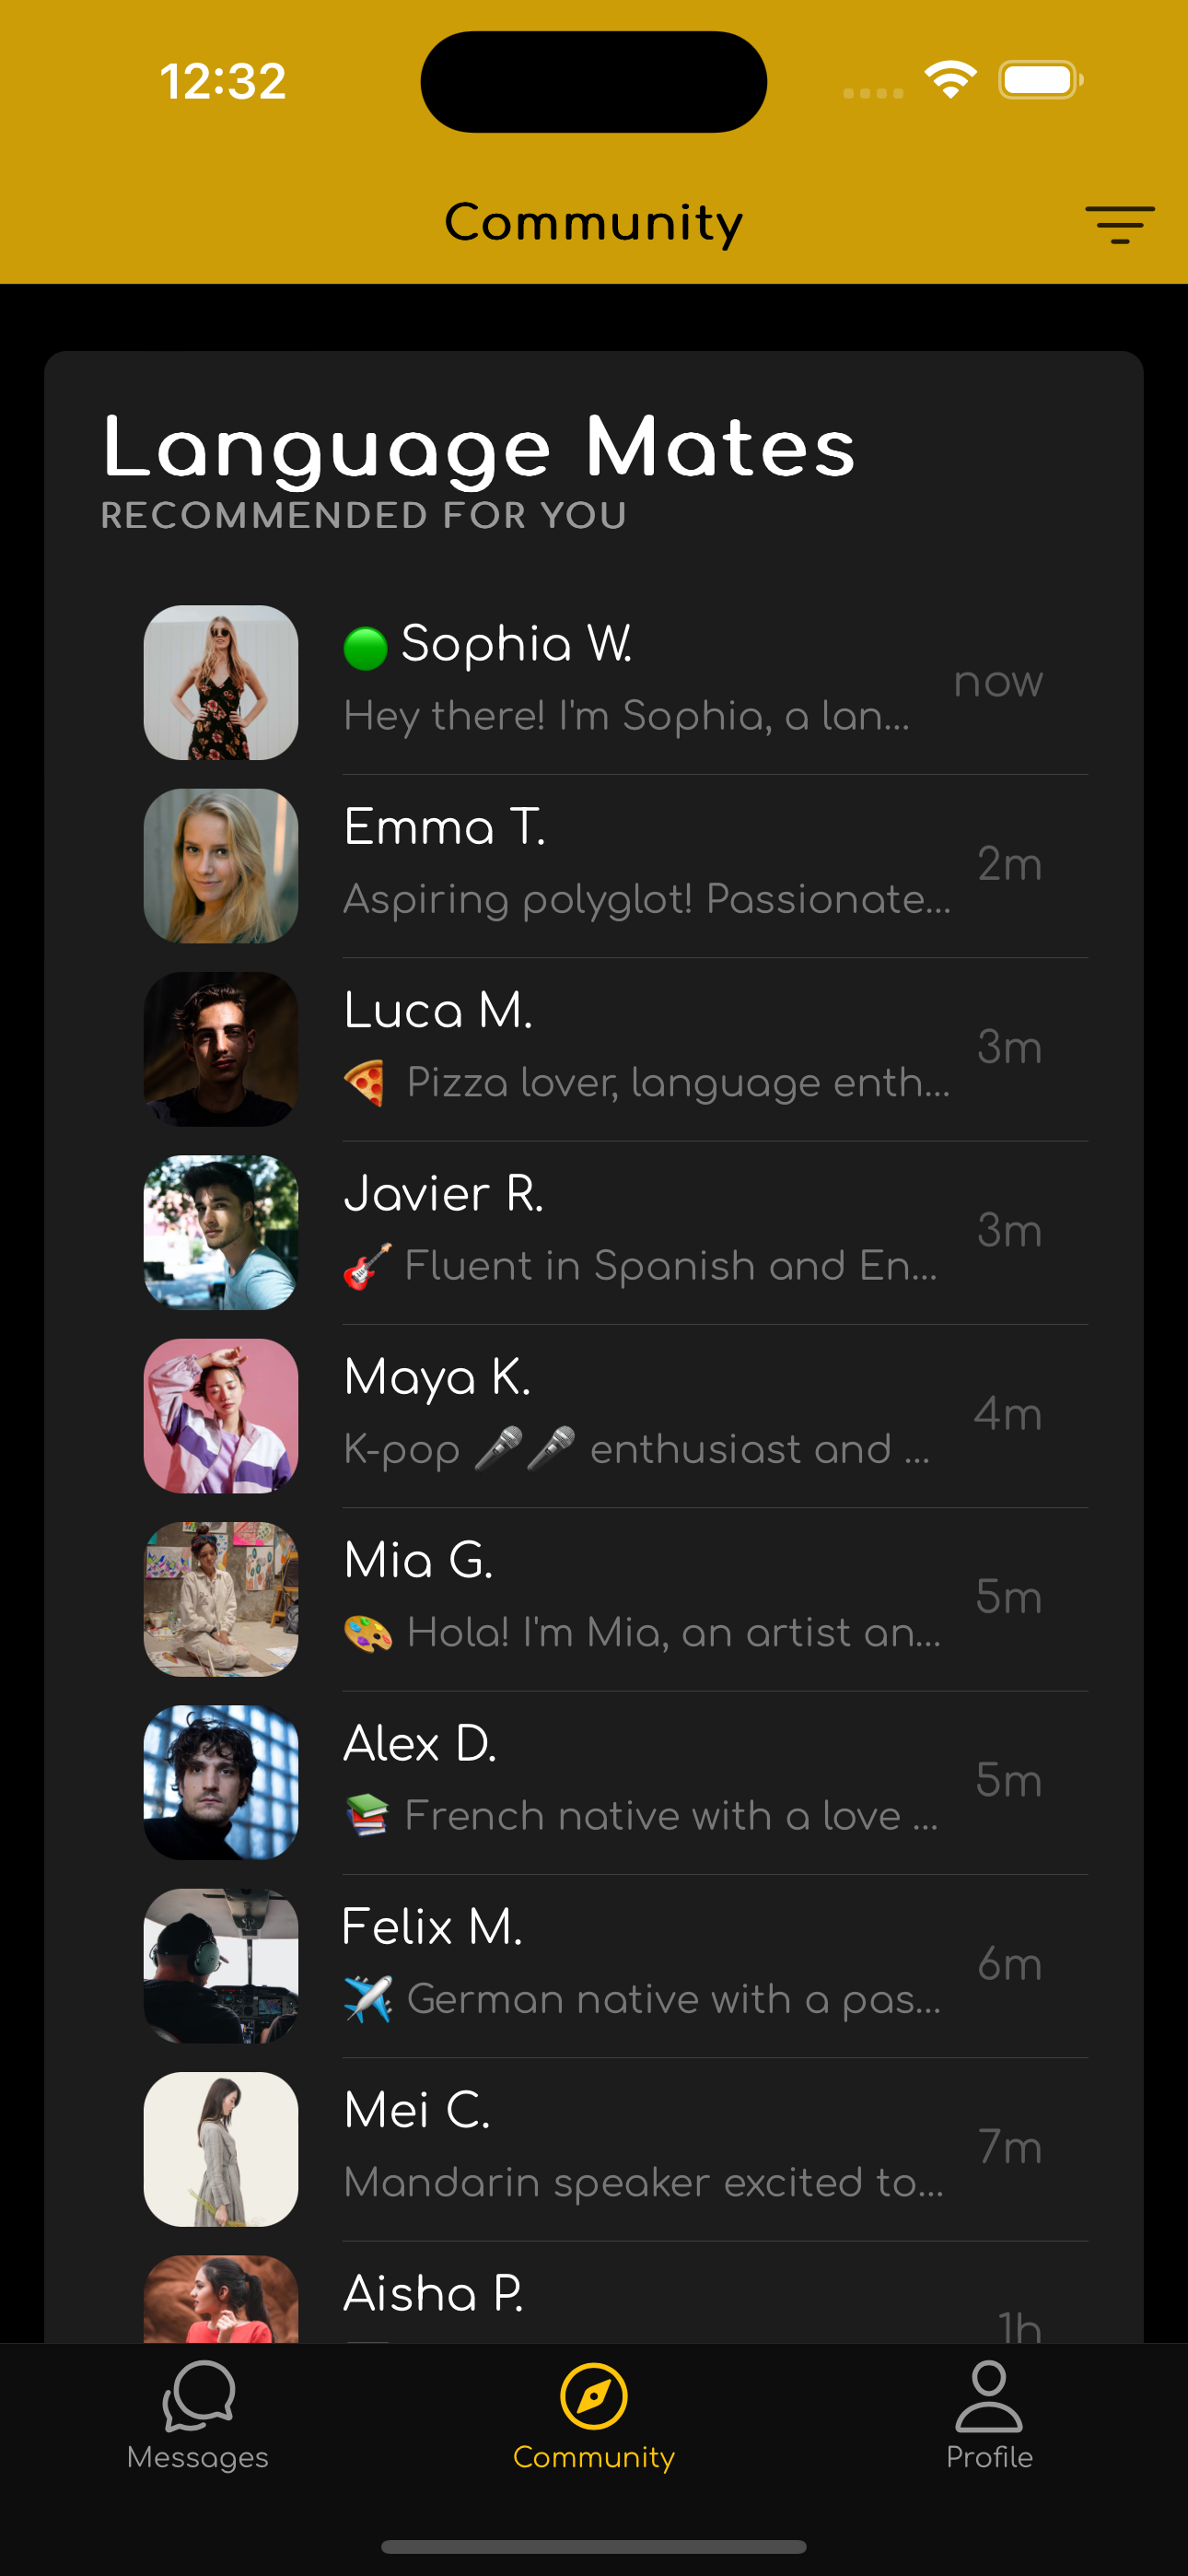 12:32
Community
Language Mates
RECOMMENDED FOR YOU
🟢 Sophia W.
now
Hey there! I'm Sophia, a lan...
Emma T.
2m
Aspiring polyglot! Passionate...
Luca M.
3m
🍕 Pizza lover, language enth...
Javier R.
3m
🎸 Fluent in Spanish and En...
Maya K.
4m
K-pop 🎤🎤 enthusiast and ...
Mia G.
5m
🎨 Hola! I'm Mia, an artist an...
Alex D.
5m
📚 French native with a love ...
Felix M.
6m
✈️ German native with a pas...
Mei C.
7m
Mandarin speaker excited to...
Aisha P.
1h
Messages
Community
Profile